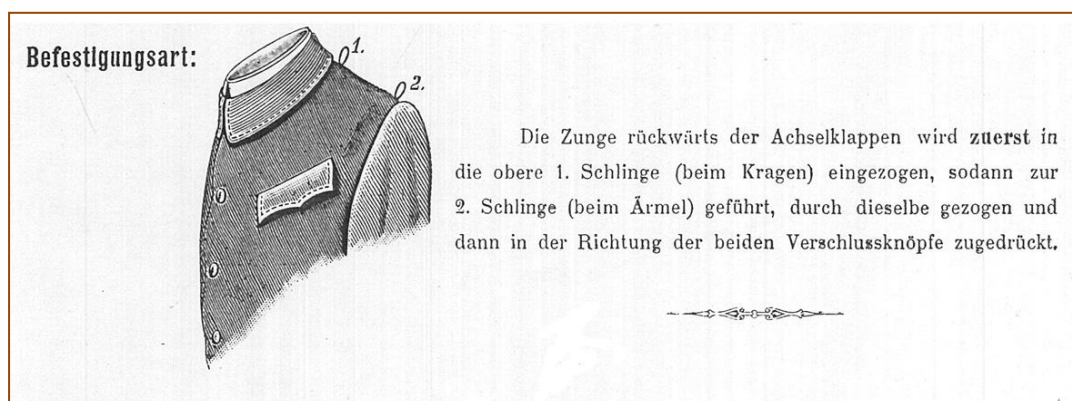 Befestigungsart:
1.
2.
Die Zunge rückwärts der Achselklappen wird zuerst in
die obere 1. Schlinge (beim Kragen) eingezogen, sodann zur
2. Schlinge (beim Ärmel) geführt, durch dieselbe gezogen und
dann in der Richtung der beiden Verschlussknöpfe zugedrückt.